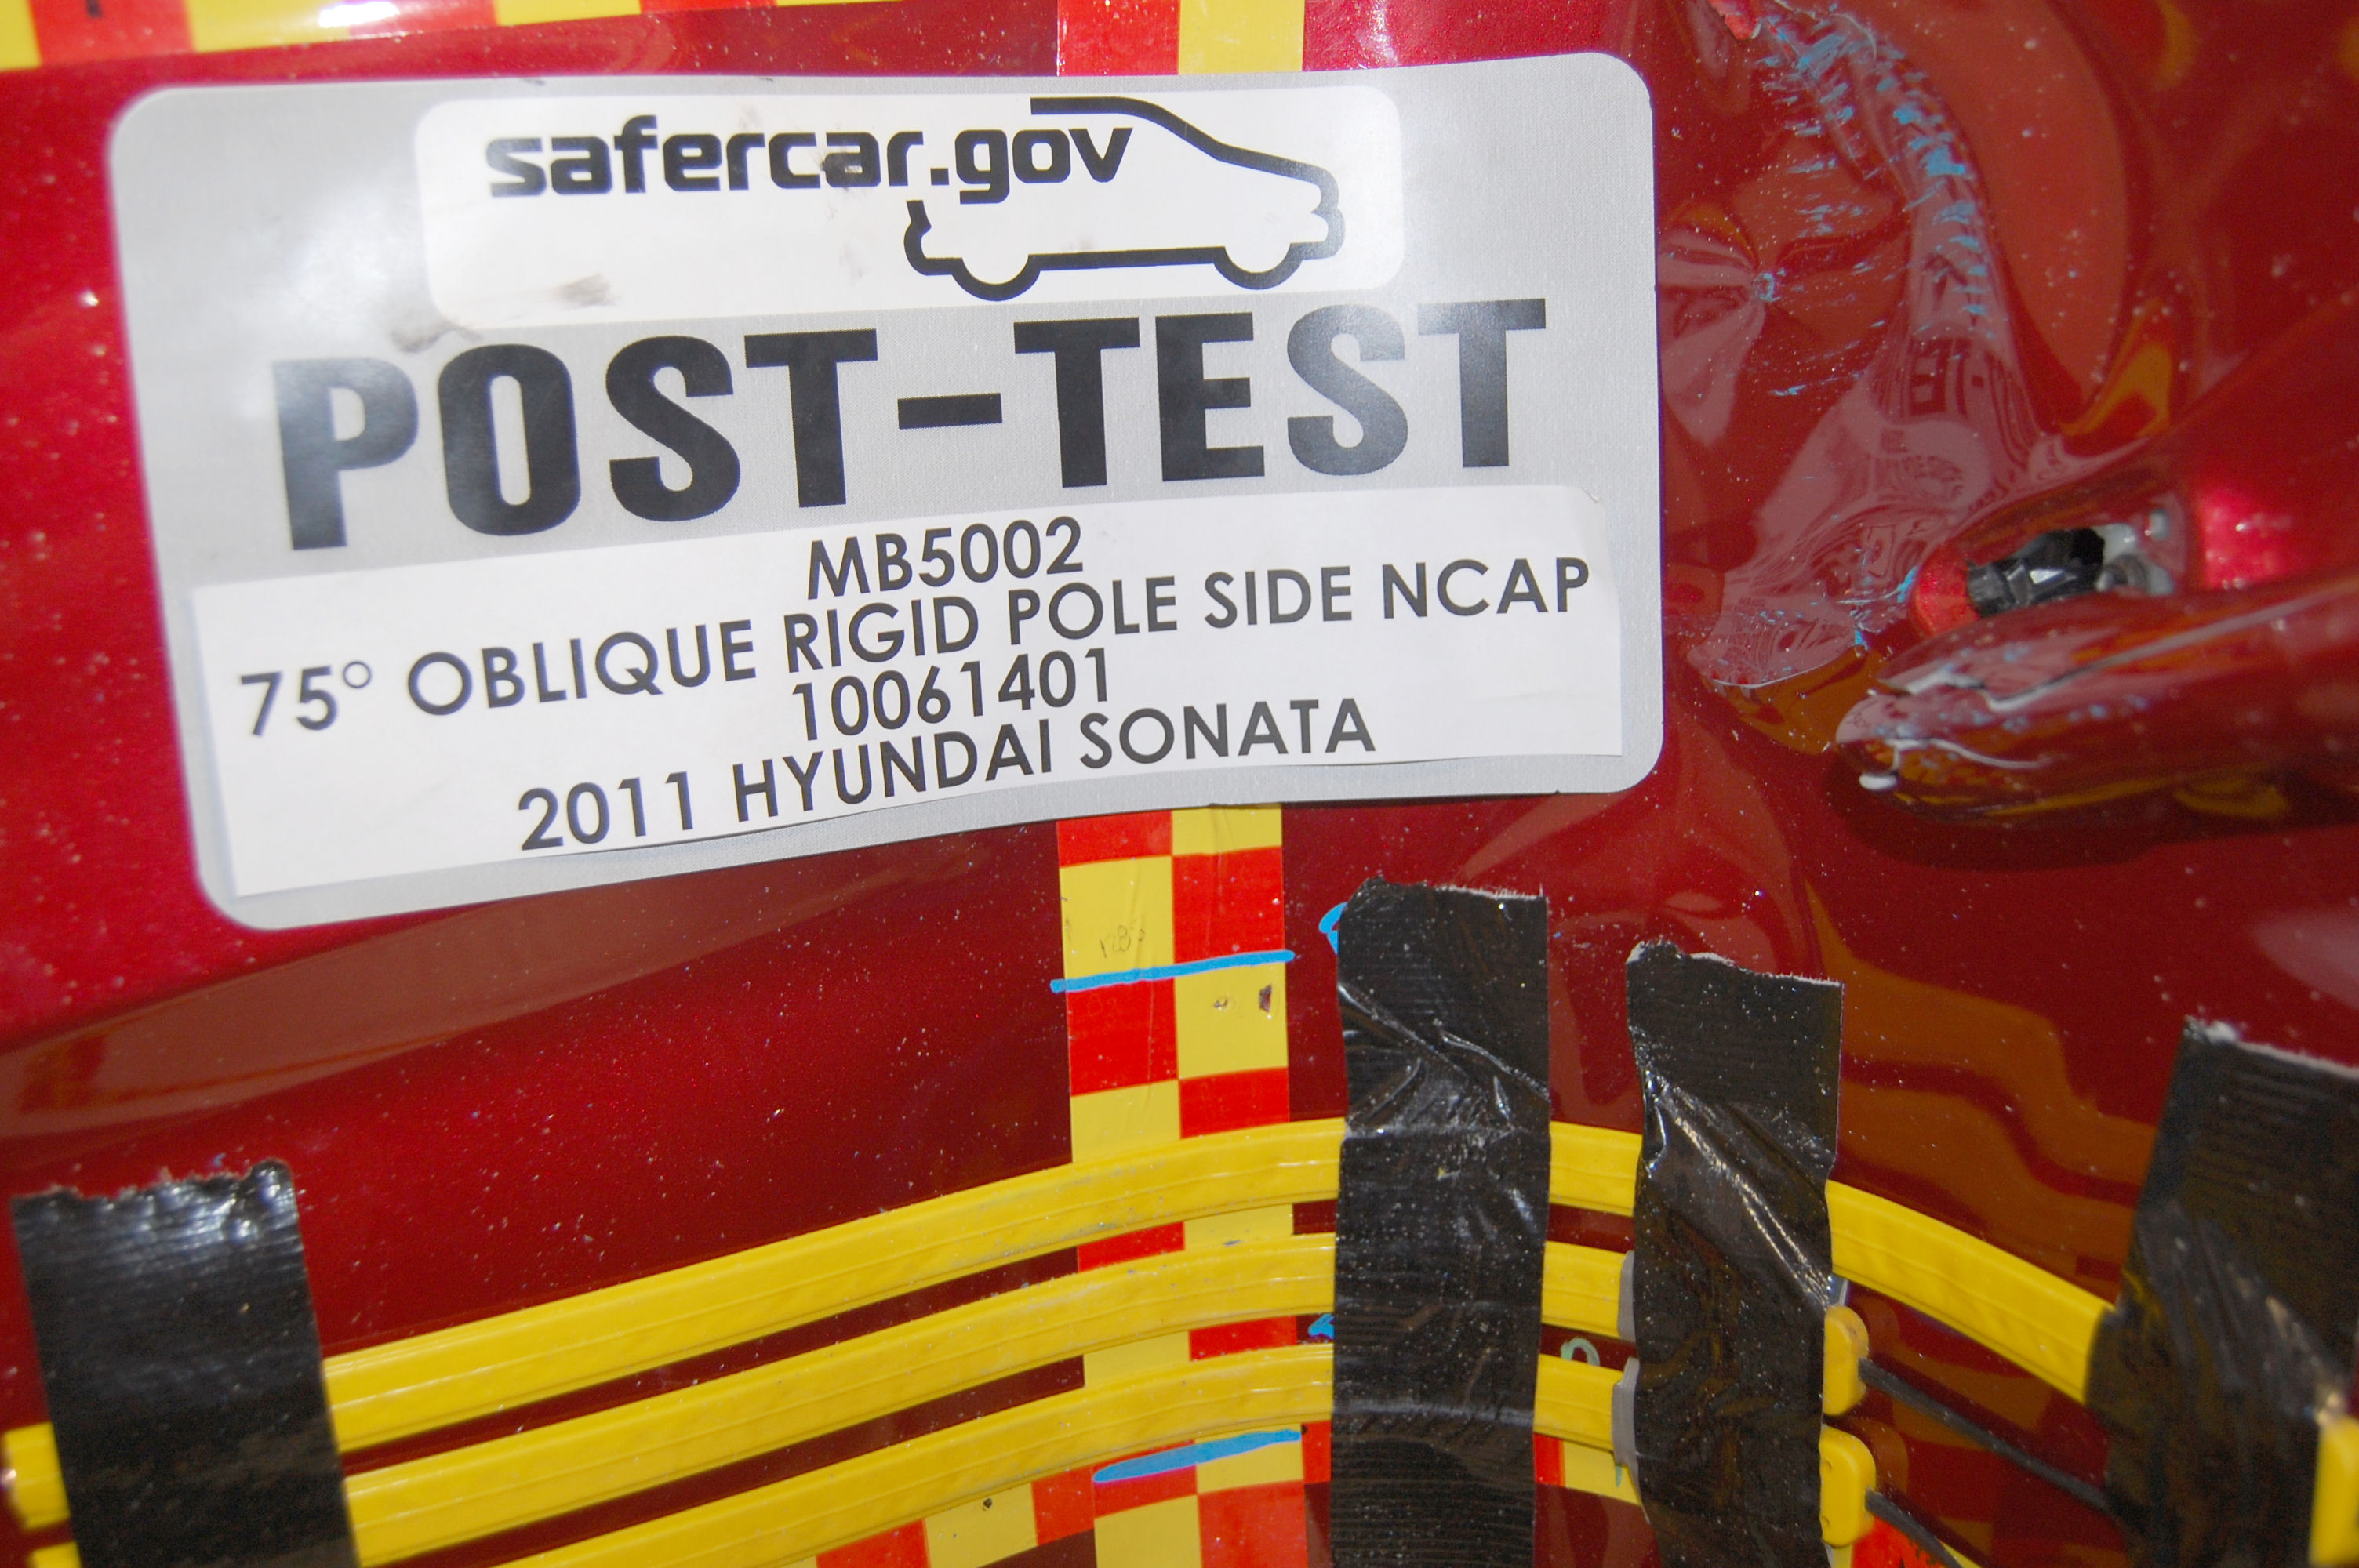 safercar.gov
POST-TEST
MB5002
75° OBLIQUE RIGID POLE SIDE NCAP
10061401
2011 HYUNDAI SONATA